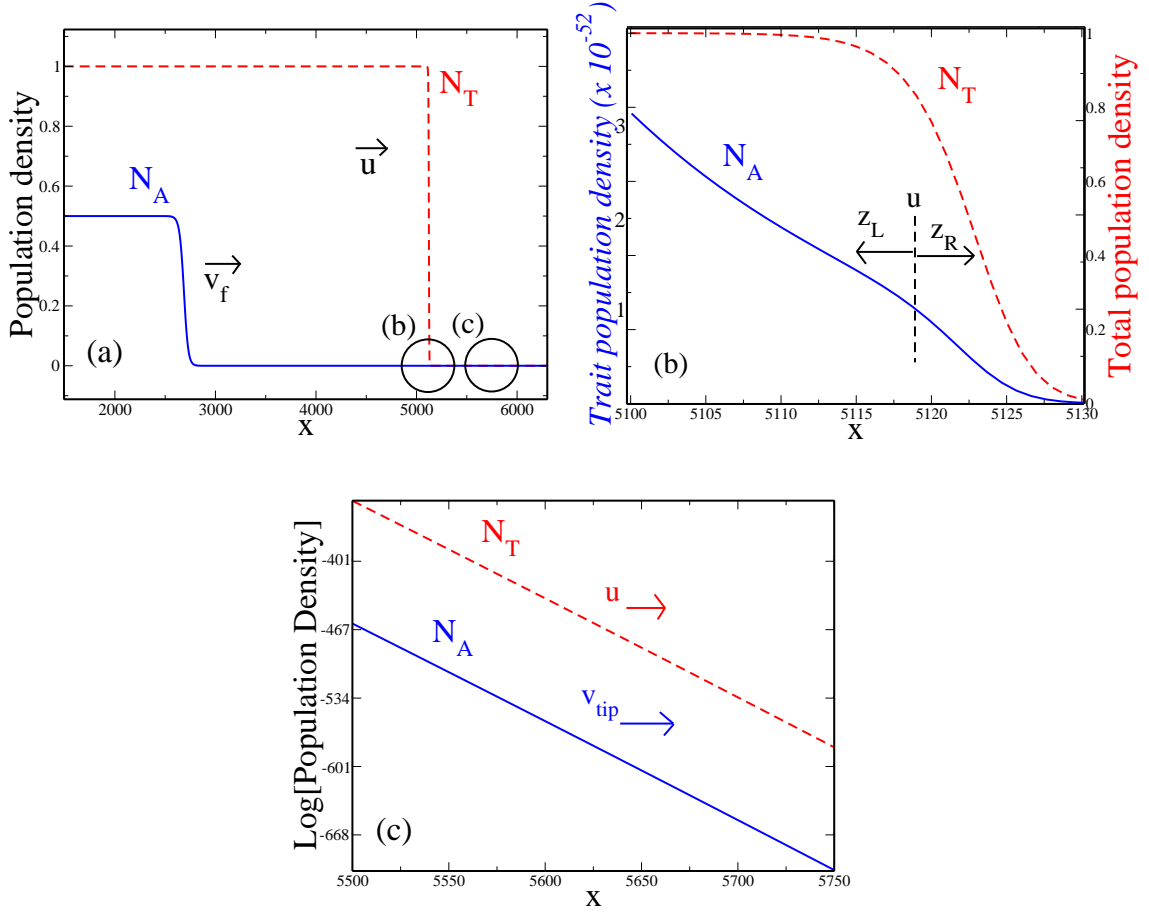 Population density
1
0.8
0.6
0.4
0.2
0
N_T
u
N_A
v_f
(a)
(b)
(c)
2000 3000 4000 5000 6000
x
Trait population density (x 10^-52)
3
2
1
N_T
N_A
u
z_L z_R
(b)
5100 5105 5110 5115 5120 5125 5130
x
1
0.8
0.6
0.4
0.2
0
Total population density
Log[Population Density]
-401
-467
-534
-601
-668
N_T
u
N_A
v_tip
(c)
5500 5550 5600 5650 5700 5750
x